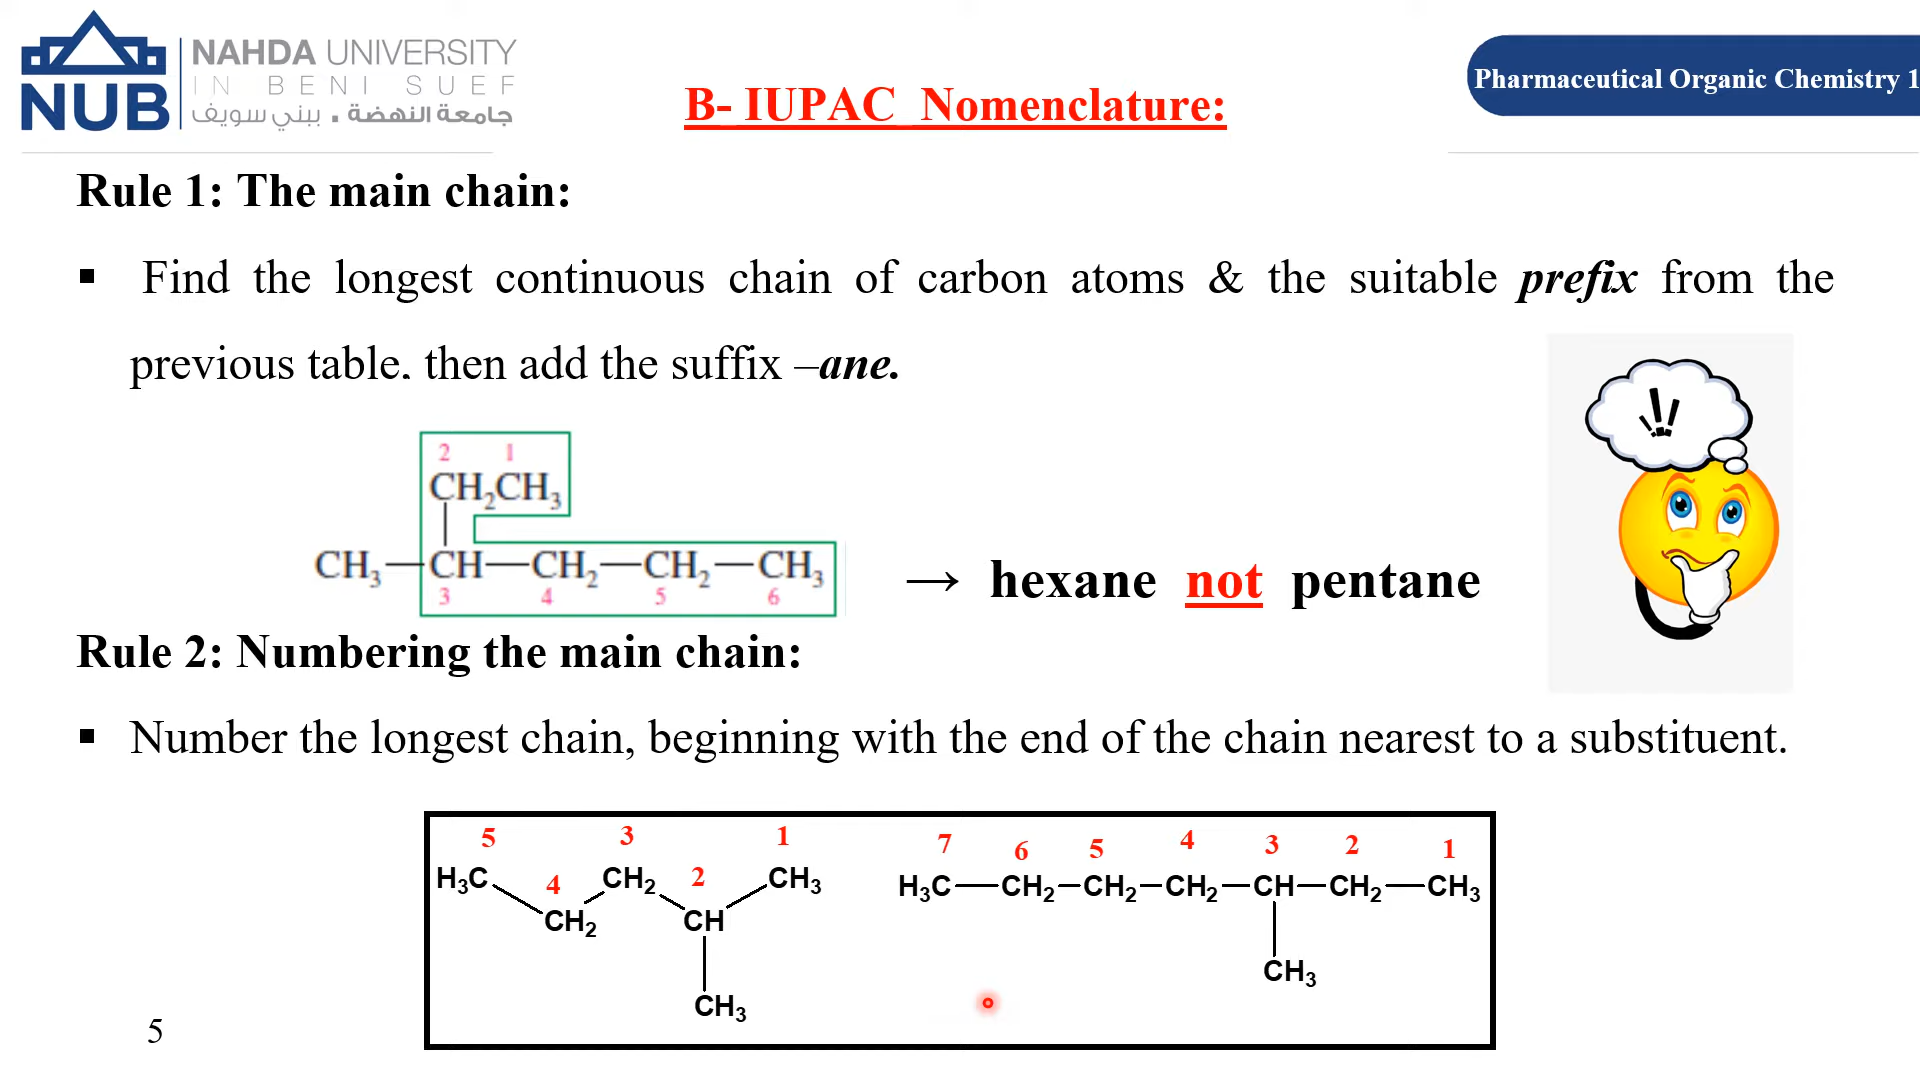 NUB
NAHDA UNIVERSITY
IN BENI SUEF
جامعة النهضة . ببني سويف
Pharmaceutical Organic Chemistry 1
B- IUPAC Nomenclature:
Rule 1: The main chain:
▪ Find the longest continuous chain of carbon atoms & the suitable prefix from the
previous table. then add the suffix –ane.
2 1
CH₂CH₃
CH₃—CH—CH₂—CH₂—CH₃
3 4 5 6
→ hexane not pentane
Rule 2: Numbering the main chain:
▪ Number the longest chain, beginning with the end of the chain nearest to a substituent.
5 4 3 2 1
H₃C CH₂ CH₂ CH CH₃
CH₃
7 6 5 4 3 2 1
H₃C—CH₂—CH₂—CH₂—CH—CH₂—CH₃
CH₃
5